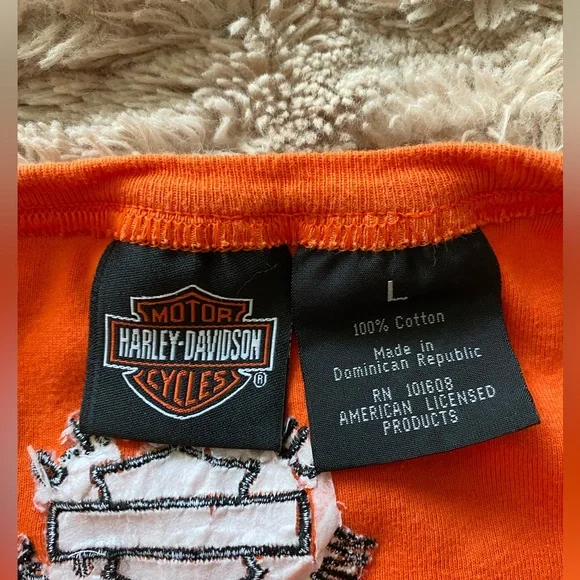 MOTOR
HARLEY-DAVIDSON
CYCLES®
L
100% Cotton
Made in
Dominican Republic
RN 101608
AMERICAN LICENSED
PRODUCTS